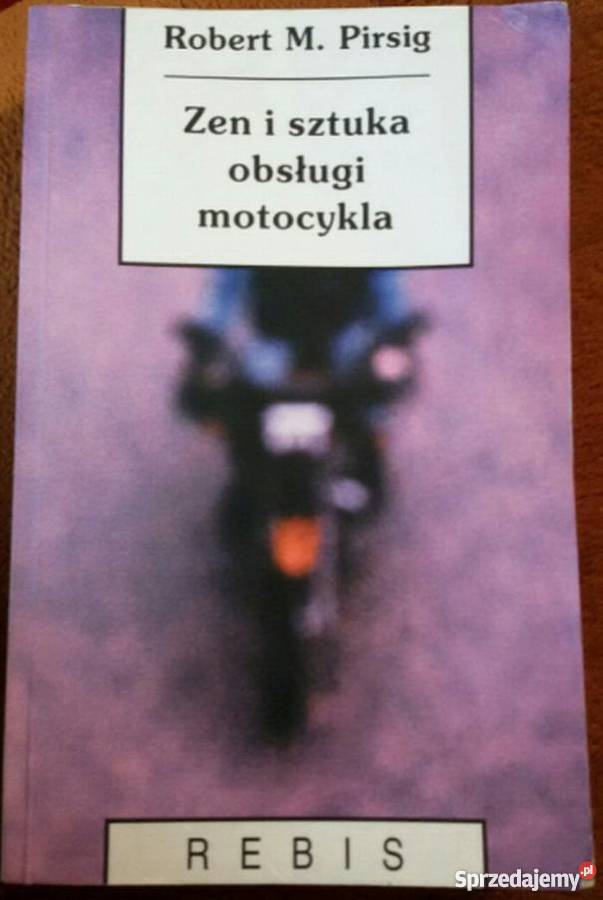 Robert M. Pirsig
Zen i sztuka
obsługi
motocykla
REBIS
Sprzedajemy.pl